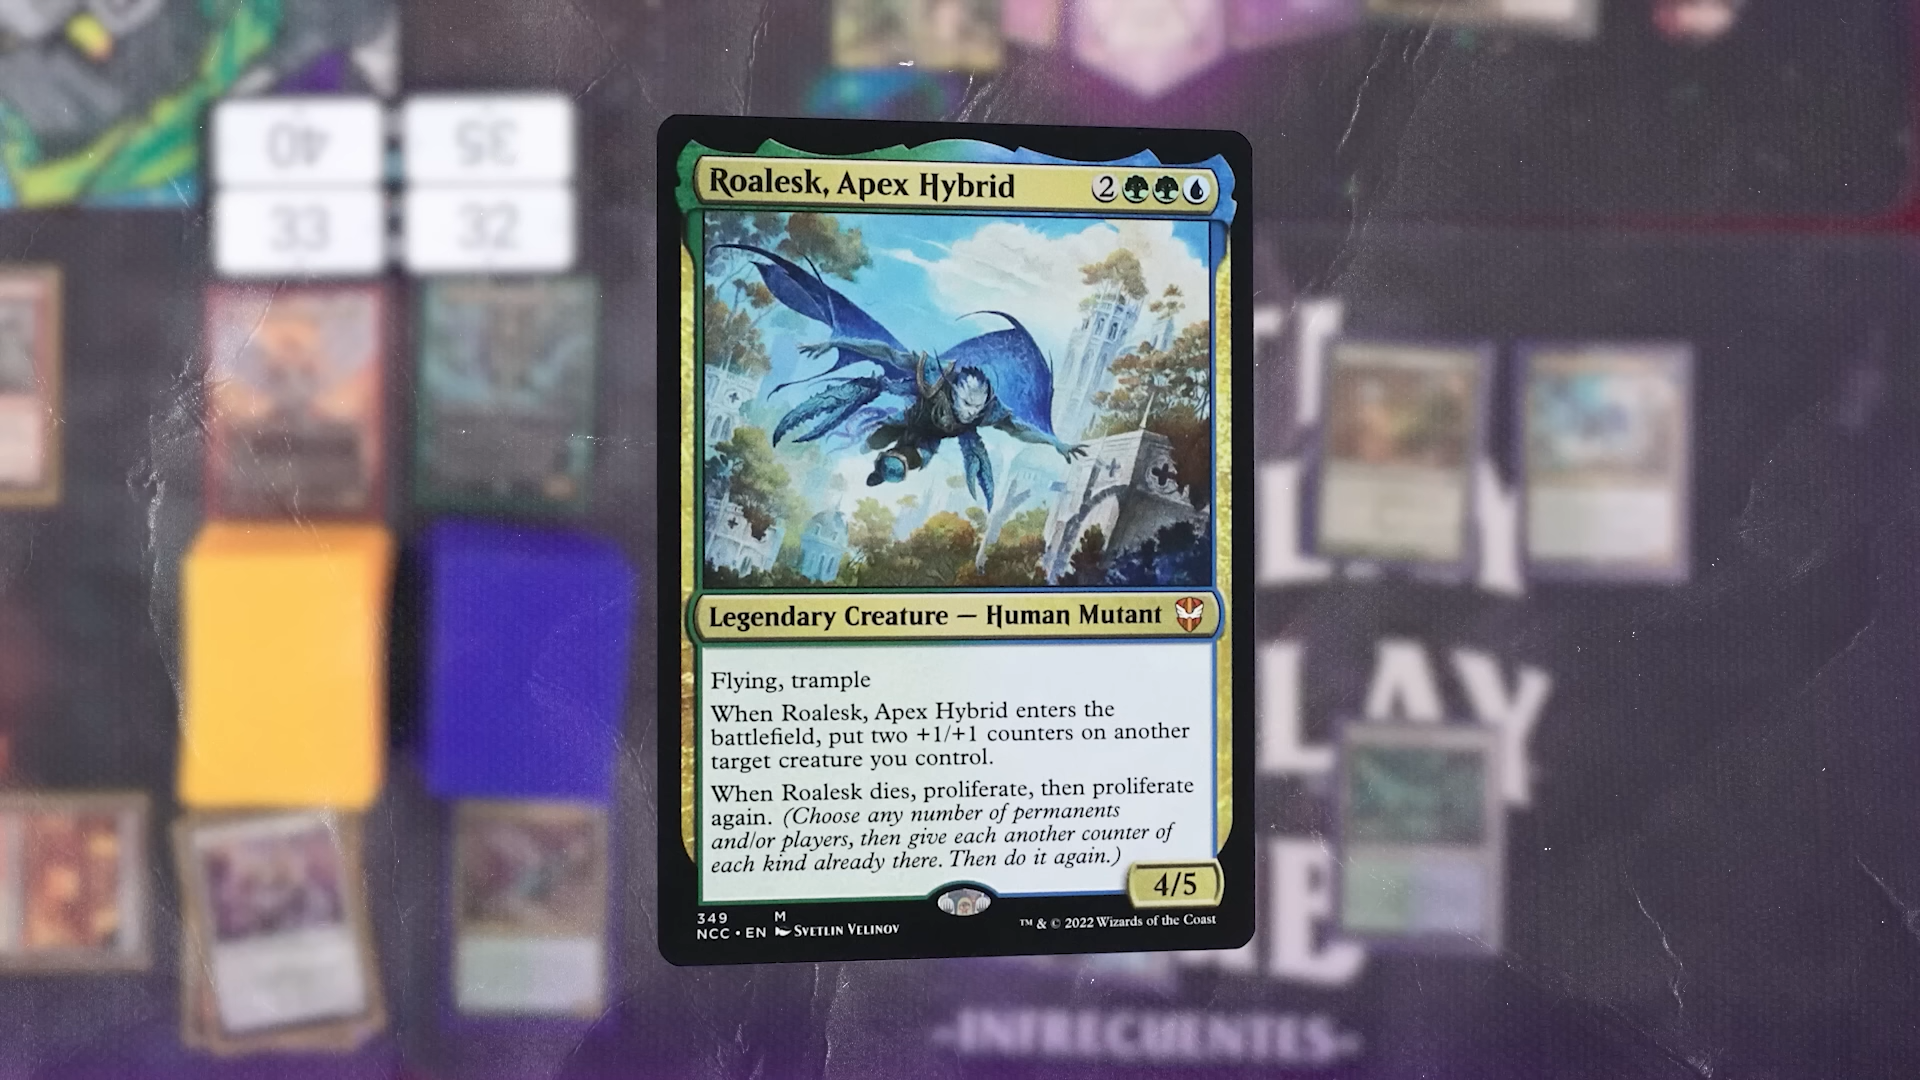 40
35
33
32
Roalesk, Apex Hybrid 2
Legendary Creature — Human Mutant
Flying, trample
When Roalesk, Apex Hybrid enters the
battlefield, put two +1/+1 counters on another
target creature you control.
When Roalesk dies, proliferate, then proliferate
again. (Choose any number of permanents
and/or players, then give each another counter of
each kind already there. Then do it again.)
4/5
349 M
NCC • EN SVETLIN VELINOV
™ & © 2022 Wizards of the Coast
-INFRECUENTES-